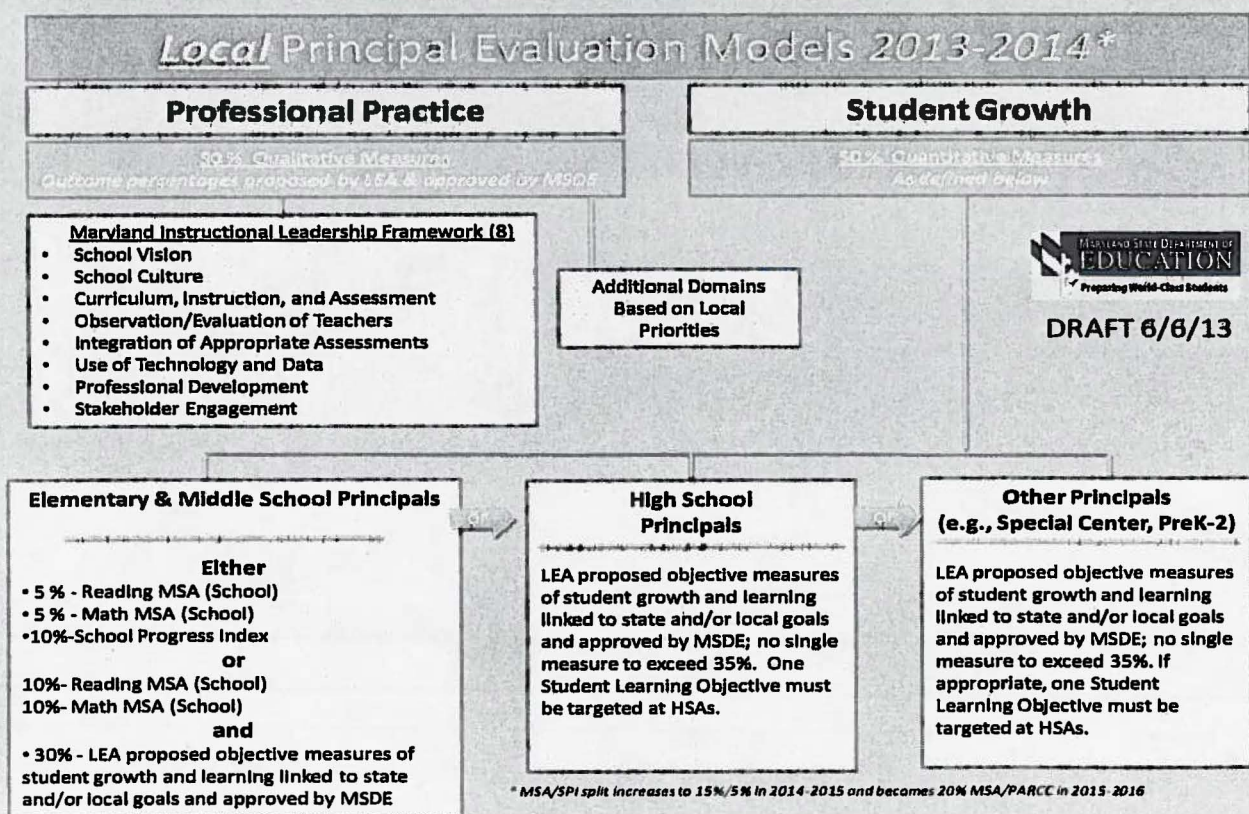 Local Principal Evaluation Models 2013-2014*
Professional Practice
Student Growth
50 % Qualitative Measures
Outcome percentages proposed by LEA & approved by MSDE
50 % Quantitative Measures
As defined below
Maryland Instructional Leadership Framework (8)
• School Vision
• School Culture
• Curriculum, Instruction, and Assessment
• Observation/Evaluation of Teachers
• Integration of Appropriate Assessments
• Use of Technology and Data
• Professional Development
• Stakeholder Engagement
Additional Domains
Based on Local
Priorities
MARYLAND STATE DEPARTMENT OF
EDUCATION
Preparing World-Class Students
DRAFT 6/6/13
Elementary & Middle School Principals
Either
• 5 % - Reading MSA (School)
• 5 % - Math MSA (School)
•10%-School Progress Index
or
10%- Reading MSA (School)
10%- Math MSA (School)
and
• 30% - LEA proposed objective measures of
student growth and learning linked to state
and/or local goals and approved by MSDE
or
High School
Principals
LEA proposed objective measures
of student growth and learning
linked to state and/or local goals
and approved by MSDE; no single
measure to exceed 35%. One
Student Learning Objective must
be targeted at HSAs.
or
Other Principals
(e.g., Special Center, PreK-2)
LEA proposed objective measures
of student growth and learning
linked to state and/or local goals
and approved by MSDE; no single
measure to exceed 35%. If
appropriate, one Student
Learning Objective must be
targeted at HSAs.
* MSA/SPI split increases to 15%/5% in 2014-2015 and becomes 20% MSA/PARCC in 2015-2016